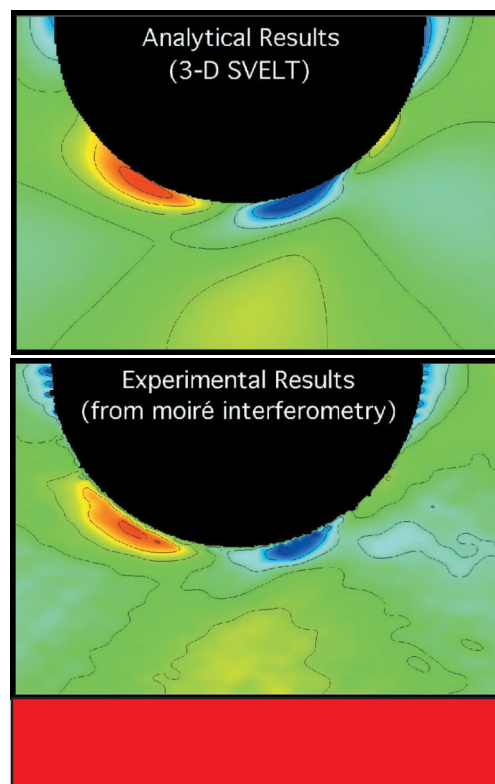 Analytical Results
(3-D SVELT)
Experimental Results
(from moiré interferometry)